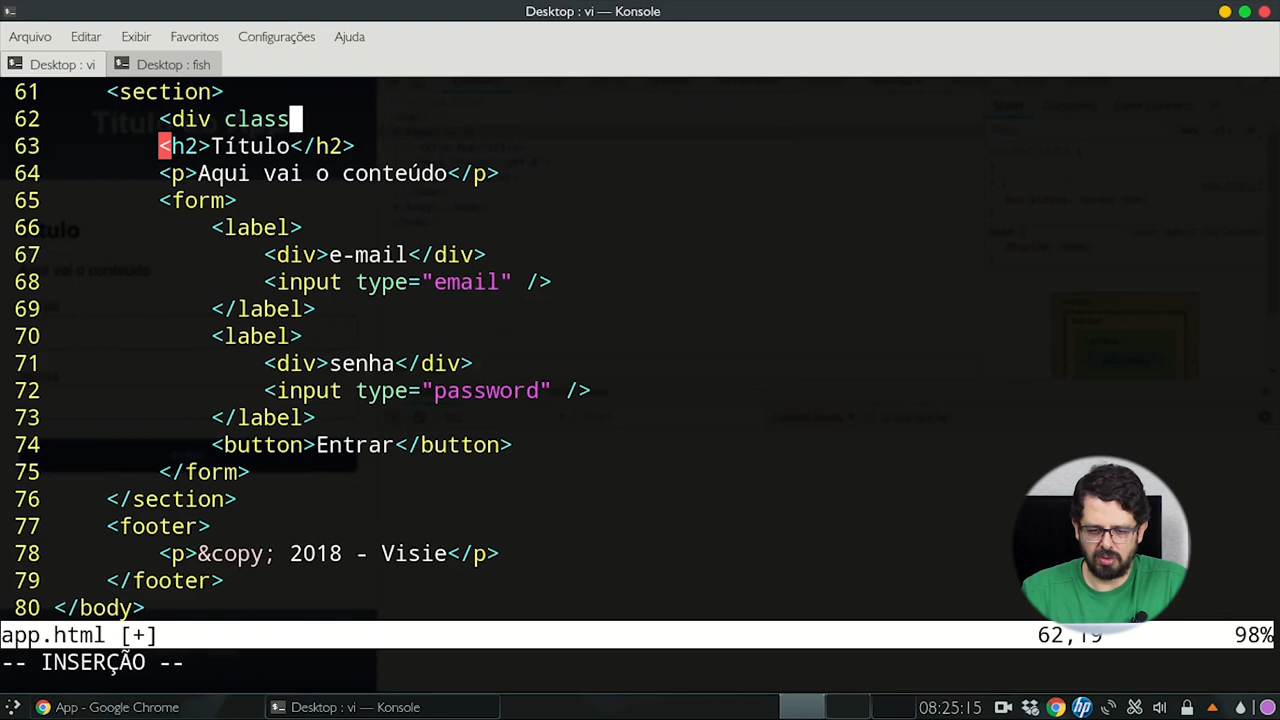 Desktop : vi — Konsole
Arquivo Editar Exibir Favoritos Configurações Ajuda
Desktop : vi Desktop : fish
61 <section>
62 <div class
63 <h2>Título</h2>
64 <p>Aqui vai o conteúdo</p>
65 <form>
66 <label>
67 <div>e-mail</div>
68 <input type="email" />
69 </label>
70 <label>
71 <div>senha</div>
72 <input type="password" />
73 </label>
74 <button>Entrar</button>
75 </form>
76 </section>
77 <footer>
78 <p>&copy; 2018 - Visie</p>
79 </footer>
80 </body>
app.html [+] 62,19 98%
-- INSERÇÃO --
App - Google Chrome Desktop : vi — Konsole 08:25:15